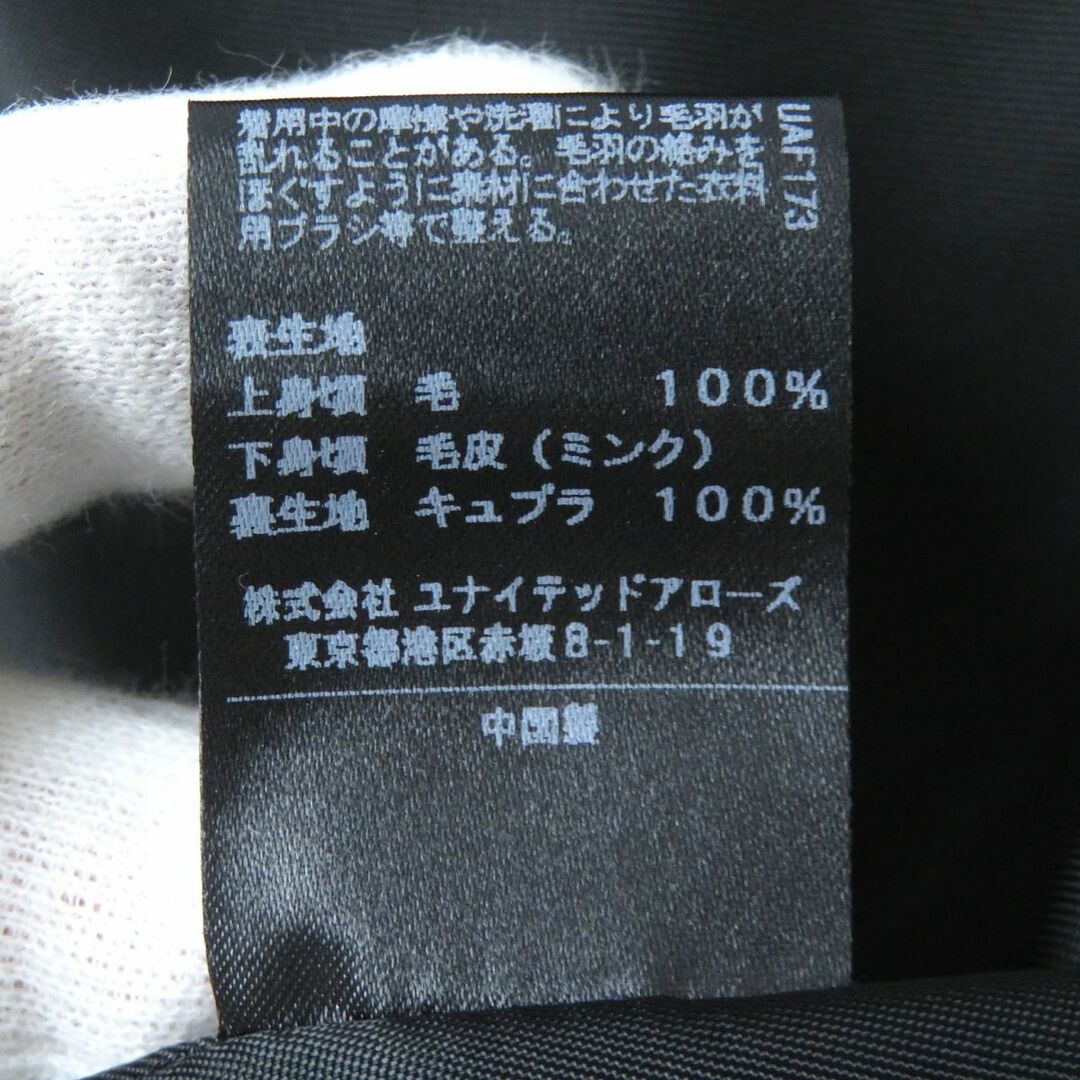 着用中の摩擦や洗濯により毛羽が
乱れることがある。毛羽の絡みを
ほぐすように素材に合わせた衣料
用ブラシ等で整える。
UAF173
表生地
上身頃 毛 100%
下身頃 毛皮（ミンク）
裏生地 キュプラ 100%
株式会社 ユナイテッドアローズ
東京都港区赤坂8-1-19
中国製